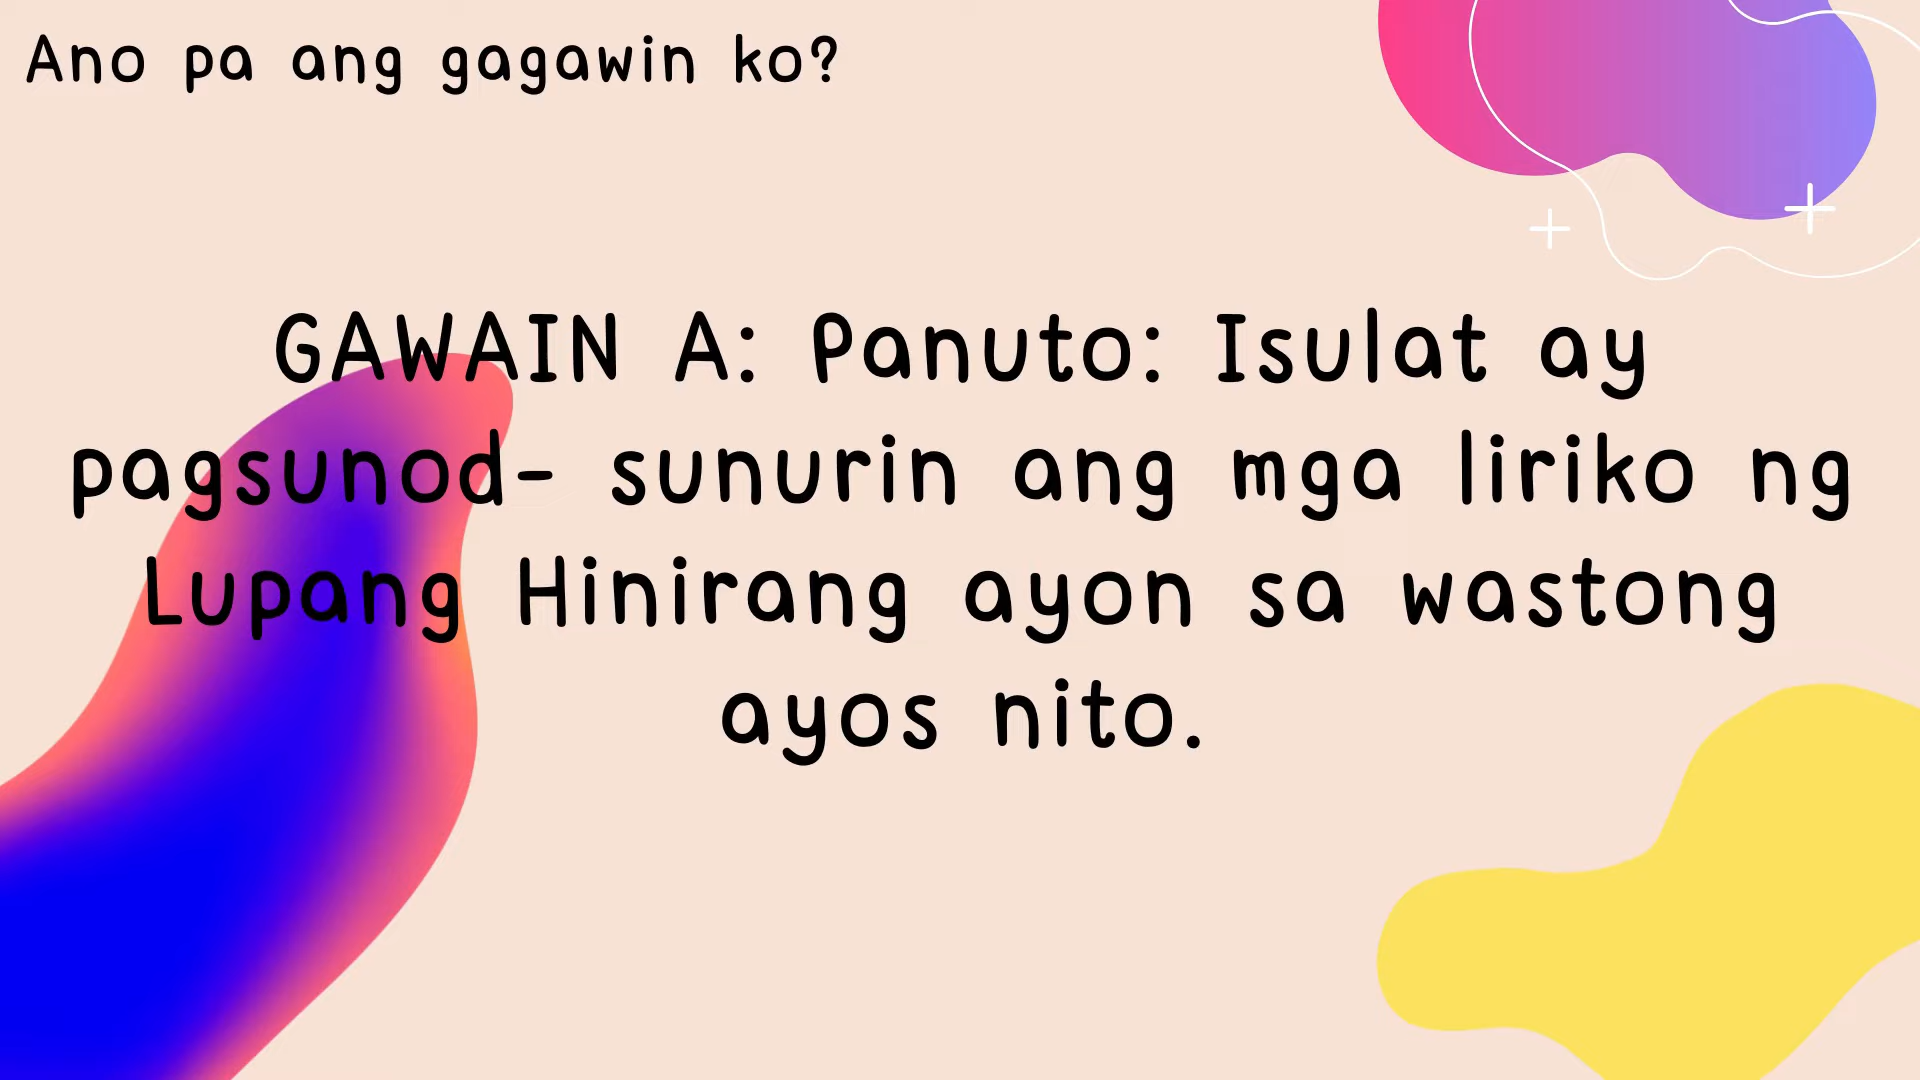 Ano pa ang gagawin ko?
GAWAIN A: Panuto: Isulat ay
pagsunod- sunurin ang mga liriko ng
Lupang Hinirang ayon sa wastong
ayos nito.